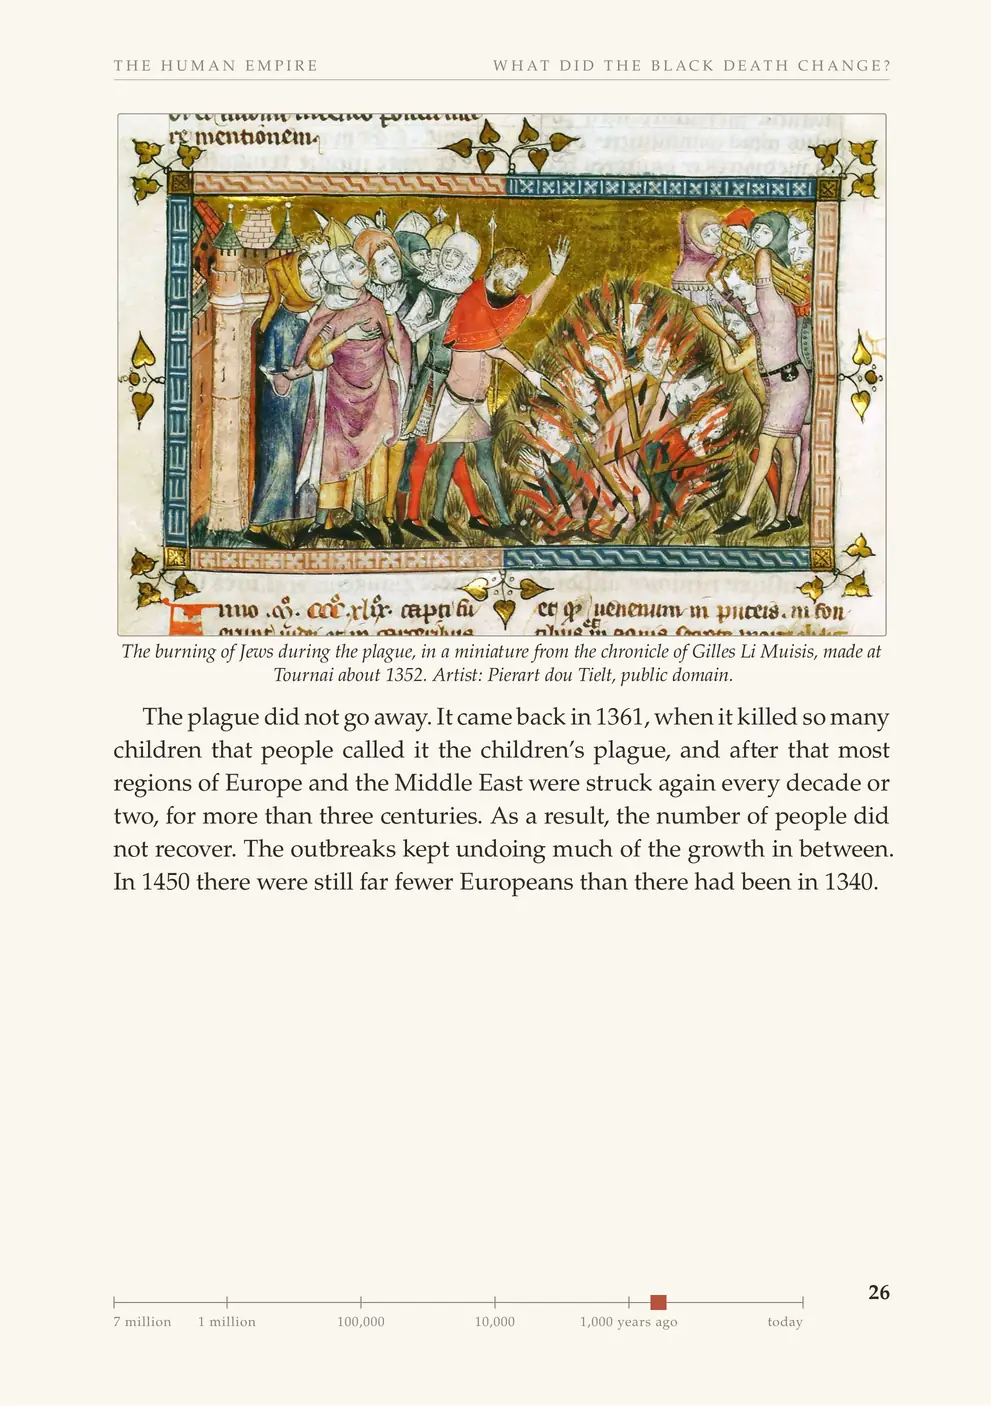 THE HUMAN EMPIRE
WHAT DID THE BLACK DEATH CHANGE?
re mentionem.
The burning of Jews during the plague, in a miniature from the chronicle of Gilles Li Muisis, made at
Tournai about 1352. Artist: Pierart dou Tielt, public domain.
The plague did not go away. It came back in 1361, when it killed so many
children that people called it the children’s plague, and after that most
regions of Europe and the Middle East were struck again every decade or
two, for more than three centuries. As a result, the number of people did
not recover. The outbreaks kept undoing much of the growth in between.
In 1450 there were still far fewer Europeans than there had been in 1340.
26
7 million
1 million
100,000
10,000
1,000 years ago
today